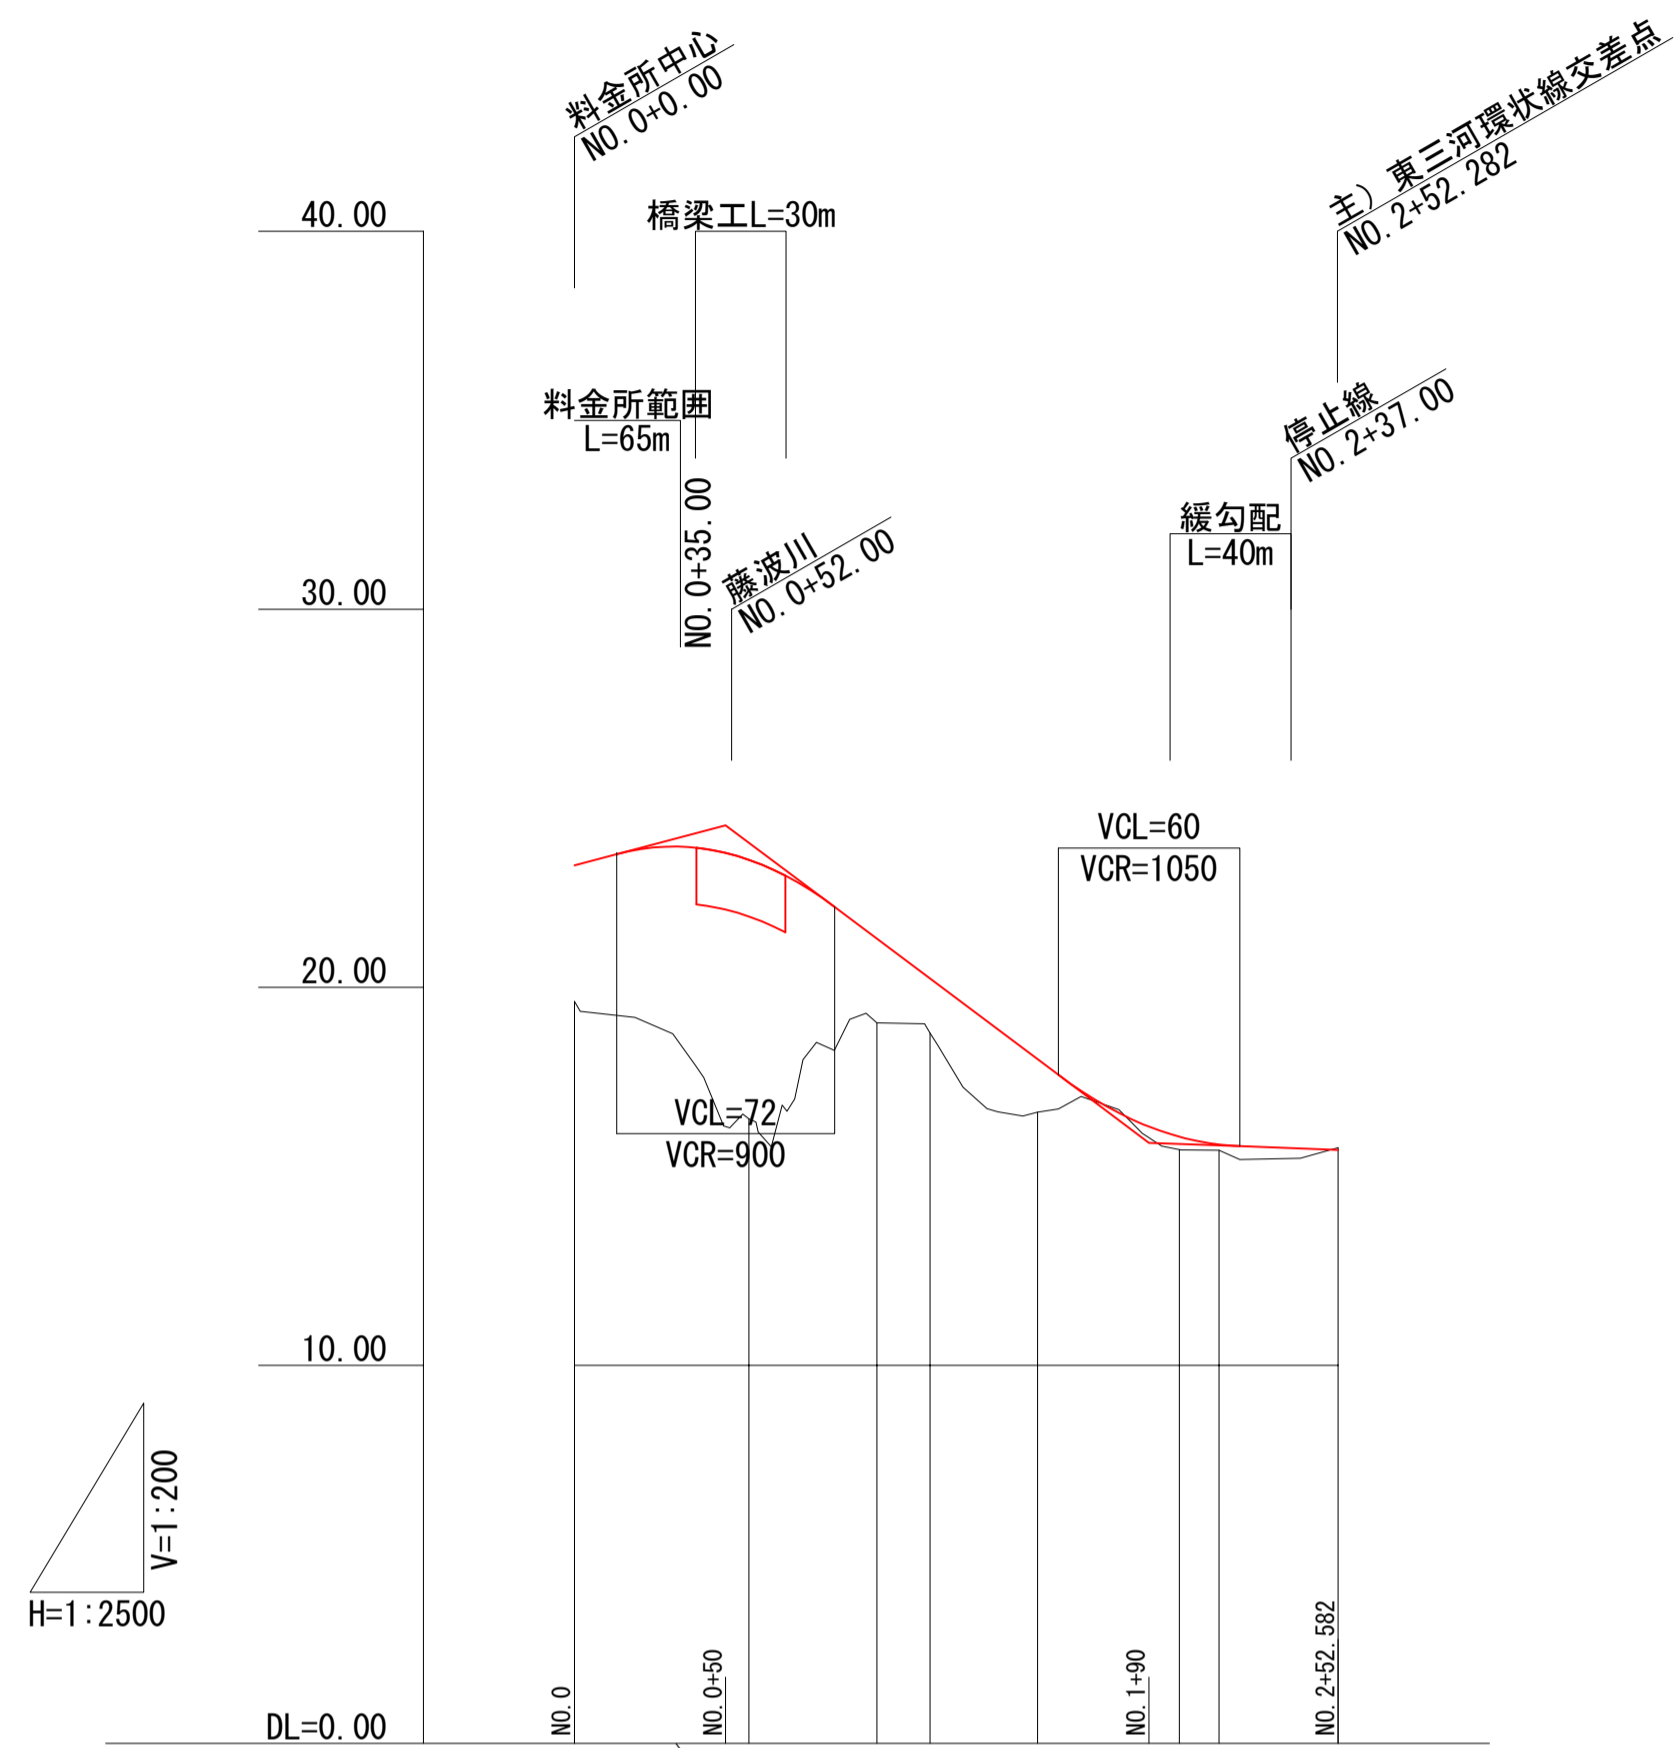 料金所中心
NO.0+0.00
主）東三河環状線交差点
NO.2+52.282
40.00
橋梁工L=30m
料金所範囲
L=65m
NO.0+35.00
停止線
NO.2+37.00
緩勾配
L=40m
30.00
藤波川
NO.0+52.00
VCL=60
VCR=1050
20.00
VCL=72
VCR=900
10.00
V=1:200
H=1:2500
NO.0
NO.0+50
NO.1+90
NO.2+52.582
DL=0.00